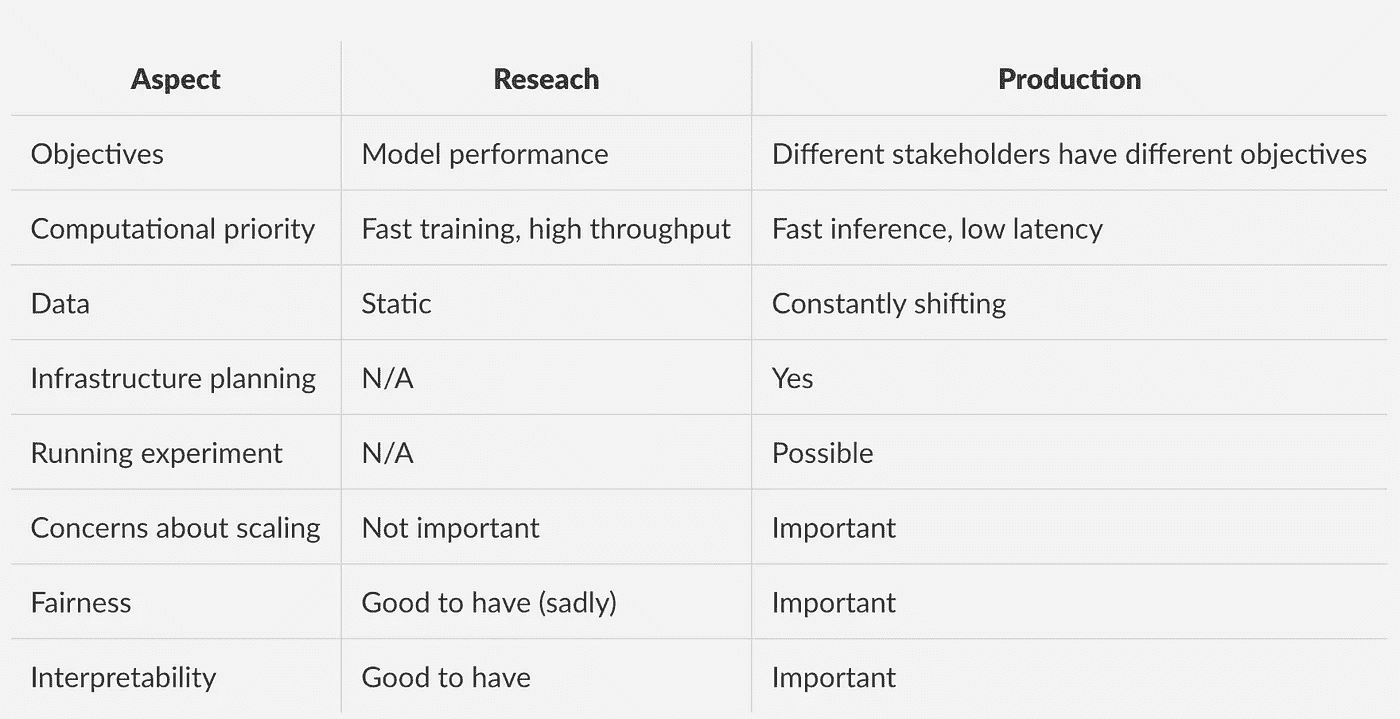 Aspect Reseach Production
Objectives Model performance Different stakeholders have different objectives
Computational priority Fast training, high throughput Fast inference, low latency
Data Static Constantly shifting
Infrastructure planning N/A Yes
Running experiment N/A Possible
Concerns about scaling Not important Important
Fairness Good to have (sadly) Important
Interpretability Good to have Important